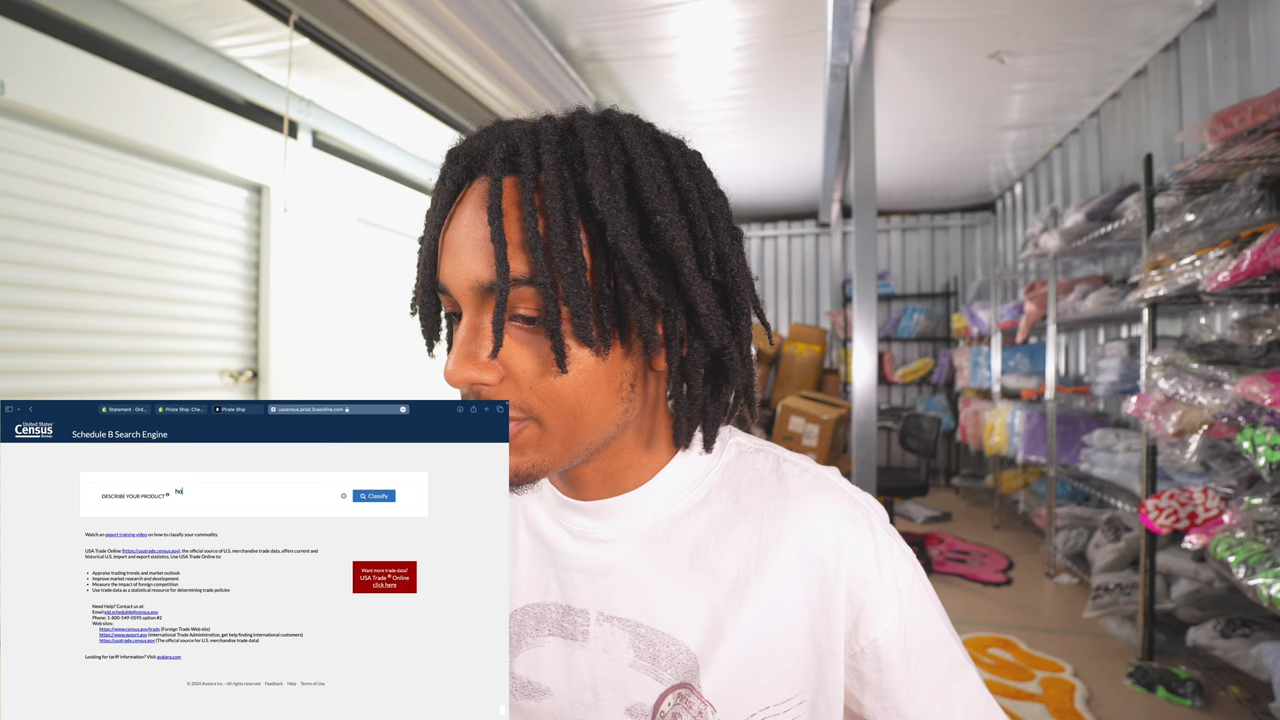 Statement · Ord...
Pirate Ship: Che...
Pirate Ship
uscensus.prod.3ceonline.com
United States®
Census
Bureau
Schedule B Search Engine
DESCRIBE YOUR PRODUCT
ho
Classify
Watch an export training video on how to classify your commodity.
USA Trade Online (https://usatrade.census.gov), the official source of U.S. merchandise trade data, offers current and
historical U.S. import and export statistics. Use USA Trade Online to:
Appraise trading trends and market outlook
Improve market research and development
Measure the impact of foreign competition
Use trade data as a statistical resource for determining trade policies
Want more trade data?
USA Trade ® Online
click here
Need Help? Contact us at:
Email eid.scheduleb@census.gov
Phone: 1-800-549-0595 option #2
Web sites:
https://www.census.gov/trade (Foreign Trade Web site)
https://www.export.gov (International Trade Administration, get help finding international customers)
https://usatrade.census.gov (The official source for U.S. merchandise trade data)
Looking for tariff information? Visit avalara.com
© 2024 Avalara Inc. - All rights reserved Feedback Help Terms of Use